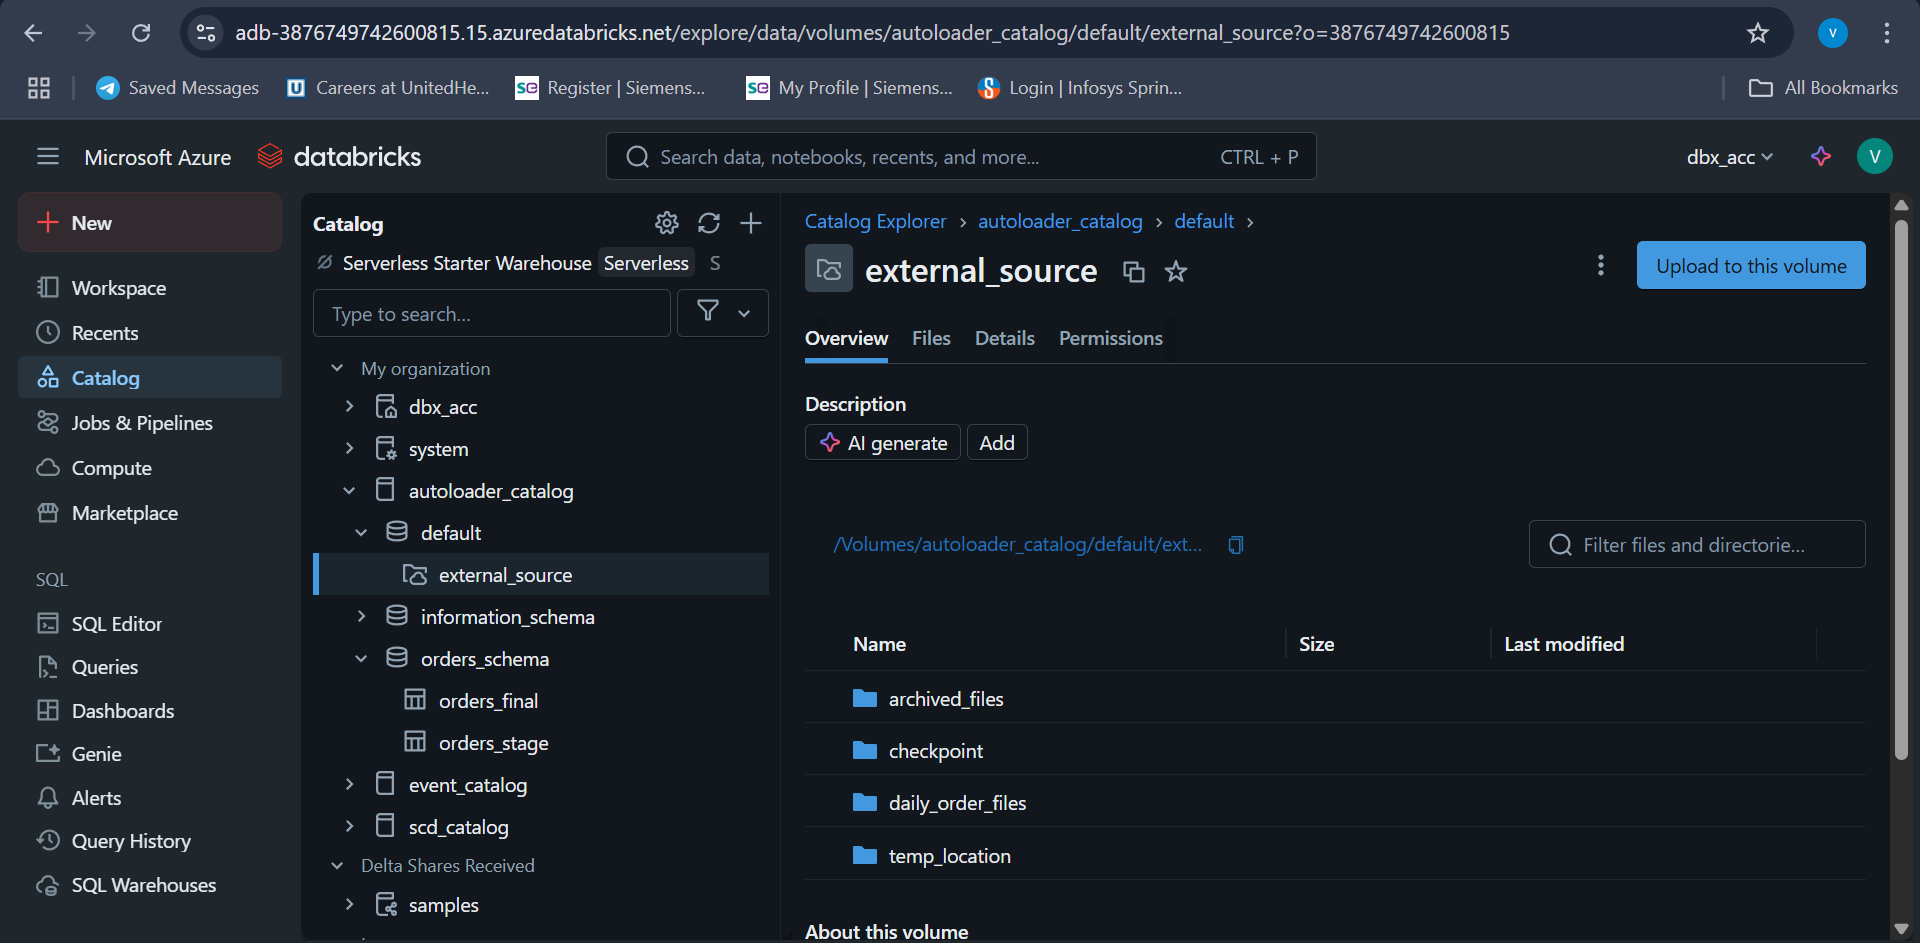 adb-3876749742600815.15.azuredatabricks.net/explore/data/volumes/autoloader_catalog/default/external_source?o=3876749742600815
V
Saved Messages
Careers at UnitedHe...
Register | Siemens...
My Profile | Siemens...
Login | Infosys Sprin...
All Bookmarks
Microsoft Azure
databricks
Search data, notebooks, recents, and more...
CTRL + P
dbx_acc
V
New
Workspace
Recents
Catalog
Jobs & Pipelines
Compute
Marketplace
SQL
SQL Editor
Queries
Dashboards
Genie
Alerts
Query History
SQL Warehouses
Catalog
Serverless Starter Warehouse Serverless S
Type to search...
My organization
dbx_acc
system
autoloader_catalog
default
external_source
information_schema
orders_schema
orders_final
orders_stage
event_catalog
scd_catalog
Delta Shares Received
samples
Catalog Explorer > autoloader_catalog > default >
external_source
Upload to this volume
Overview Files Details Permissions
Description
AI generate
Add
/Volumes/autoloader_catalog/default/ext...
Filter files and directorie...
Name Size Last modified
archived_files
checkpoint
daily_order_files
temp_location
About this volume